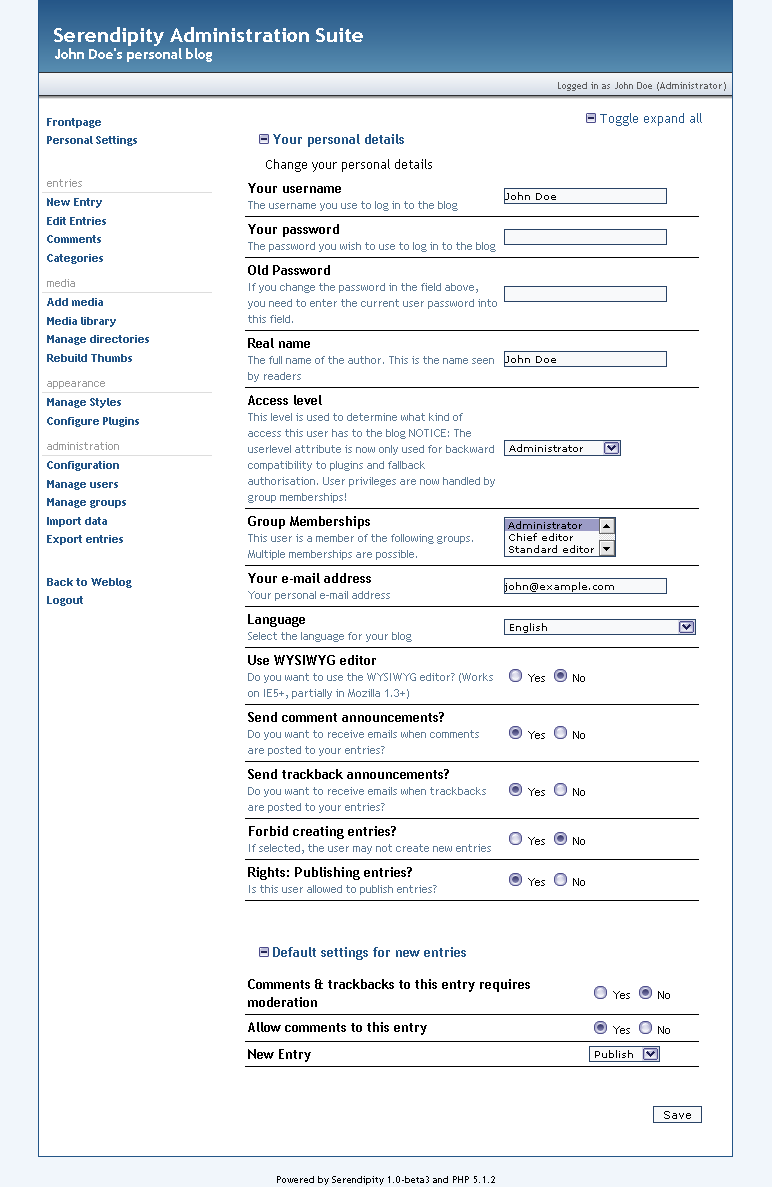 Serendipity Administration Suite
John Doe's personal blog
Logged in as John Doe (Administrator)
Frontpage
Personal Settings
entries
New Entry
Edit Entries
Comments
Categories
media
Add media
Media library
Manage directories
Rebuild Thumbs
appearance
Manage Styles
Configure Plugins
administration
Configuration
Manage users
Manage groups
Import data
Export entries
Back to Weblog
Logout
Toggle expand all
Your personal details
Change your personal details
Your username
The username you use to log in to the blog
John Doe
Your password
The password you wish to use to log in to the blog
Old Password
If you change the password in the field above,
you need to enter the current user password into
this field.
Real name
The full name of the author. This is the name seen
by readers
John Doe
Access level
This level is used to determine what kind of
access this user has to the blog NOTICE: The
userlevel attribute is now only used for backward
compatibility to plugins and fallback
authorisation. User privileges are now handled by
group memberships!
Administrator
Group Memberships
This user is a member of the following groups.
Multiple memberships are possible.
Administrator
Chief editor
Standard editor
Your e-mail address
Your personal e-mail address
john@example.com
Language
Select the language for your blog
English
Use WYSIWYG editor
Do you want to use the WYSIWYG editor? (Works
on IE5+, partially in Mozilla 1.3+)
Yes No
Send comment announcements?
Do you want to receive emails when comments
are posted to your entries?
Yes No
Send trackback announcements?
Do you want to receive emails when trackbacks
are posted to your entries?
Yes No
Forbid creating entries?
If selected, the user may not create new entries
Yes No
Rights: Publishing entries?
Is this user allowed to publish entries?
Yes No
Default settings for new entries
Comments & trackbacks to this entry requires
moderation
Yes No
Allow comments to this entry
Yes No
New Entry
Publish
Save
Powered by Serendipity 1.0-beta3 and PHP 5.1.2